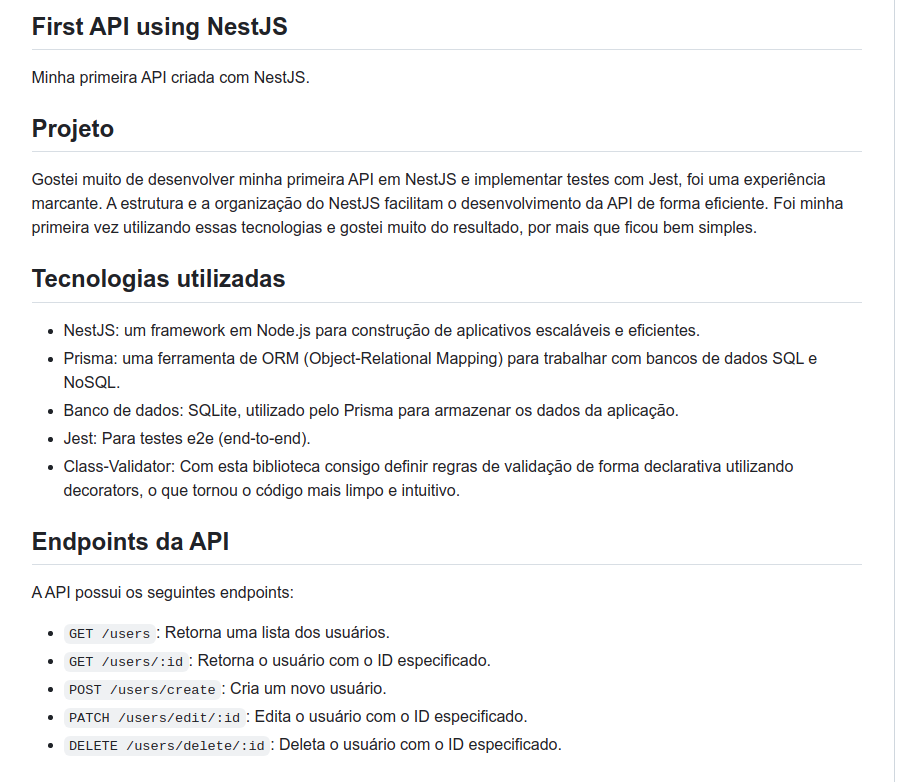 First API using NestJS
Minha primeira API criada com NestJS.
Projeto
Gostei muito de desenvolver minha primeira API em NestJS e implementar testes com Jest, foi uma experiência
marcante. A estrutura e a organização do NestJS facilitam o desenvolvimento da API de forma eficiente. Foi minha
primeira vez utilizando essas tecnologias e gostei muito do resultado, por mais que ficou bem simples.
Tecnologias utilizadas
NestJS: um framework em Node.js para construção de aplicativos escaláveis e eficientes.
Prisma: uma ferramenta de ORM (Object-Relational Mapping) para trabalhar com bancos de dados SQL e
NoSQL.
Banco de dados: SQLite, utilizado pelo Prisma para armazenar os dados da aplicação.
Jest: Para testes e2e (end-to-end).
Class-Validator: Com esta biblioteca consigo definir regras de validação de forma declarativa utilizando
decorators, o que tornou o código mais limpo e intuitivo.
Endpoints da API
A API possui os seguintes endpoints:
GET /users: Retorna uma lista dos usuários.
GET /users/:id: Retorna o usuário com o ID especificado.
POST /users/create: Cria um novo usuário.
PATCH /users/edit/:id: Edita o usuário com o ID especificado.
DELETE /users/delete/:id: Deleta o usuário com o ID especificado.